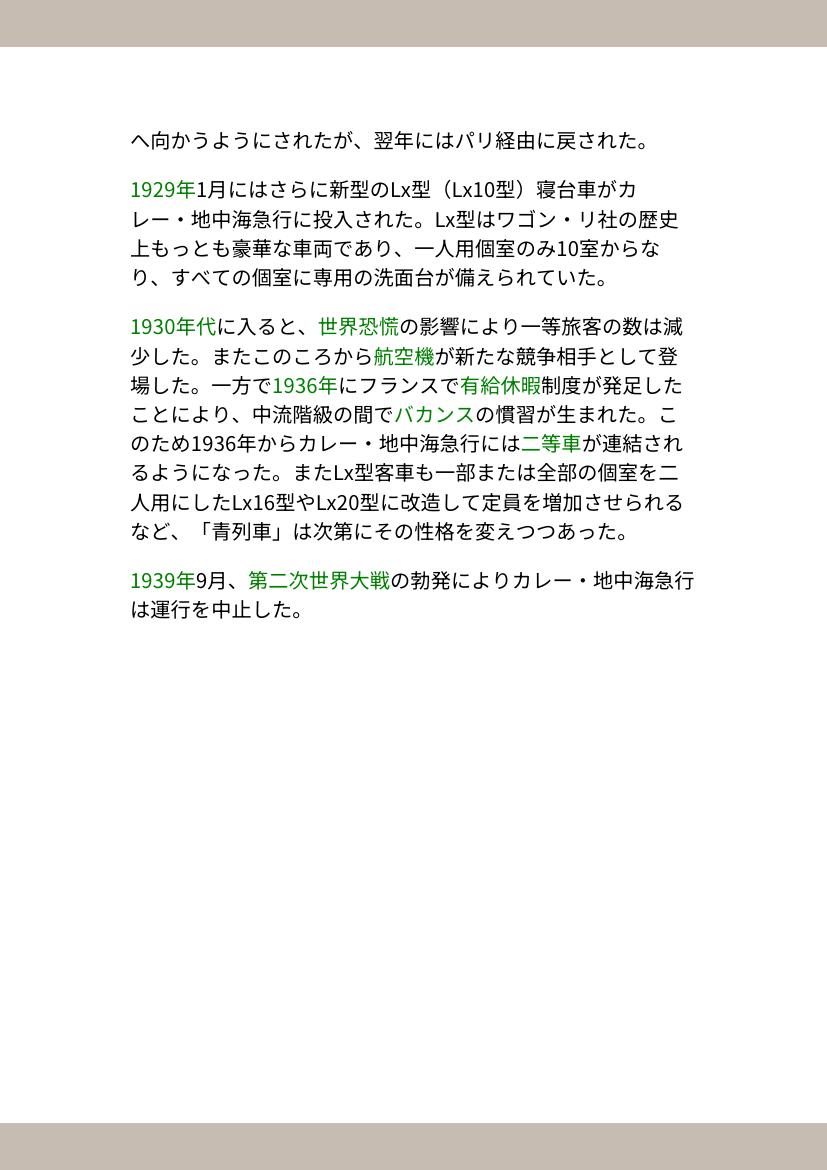 へ向かうようにされたが、翌年にはパリ経由に戻された。
1929年1月にはさらに新型のLx型（Lx10型）寝台車がカ
レー・地中海急行に投入された。Lx型はワゴン・リ社の歴史
上もっとも豪華な車両であり、一人用個室のみ10室からな
り、すべての個室に専用の洗面台が備えられていた。
1930年代に入ると、世界恐慌の影響により一等旅客の数は減
少した。またこのころから航空機が新たな競争相手として登
場した。一方で1936年にフランスで有給休暇制度が発足した
ことにより、中流階級の間でバカンスの慣習が生まれた。こ
のため1936年からカレー・地中海急行には二等車が連結され
るようになった。またLx型客車も一部または全部の個室を二
人用にしたLx16型やLx20型に改造して定員を増加させられる
など、「青列車」は次第にその性格を変えつつあった。
1939年9月、第二次世界大戦の勃発によりカレー・地中海急行
は運行を中止した。